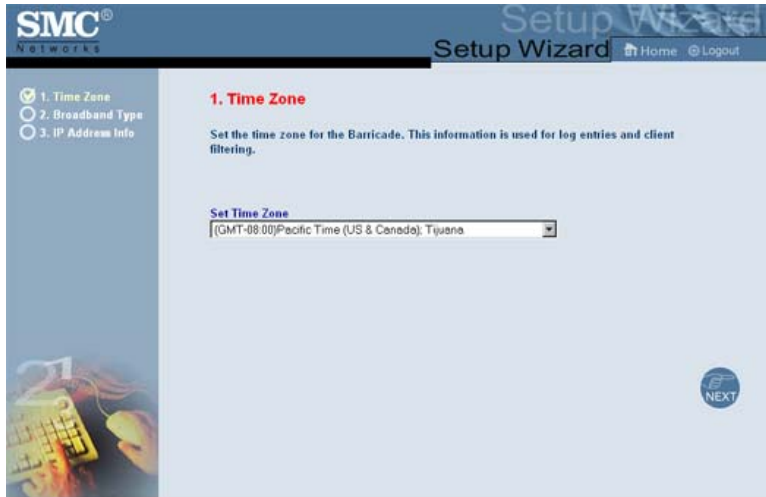 SMC®
Networks
Setup Wizard
Setup Wizard
Home
Logout
1. Time Zone
2. Broadband Type
3. IP Address Info
1. Time Zone
Set the time zone for the Barricade. This information is used for log entries and client
filtering.
Set Time Zone
(GMT-08:00)Pacific Time (US & Canada); Tijuana
NEXT